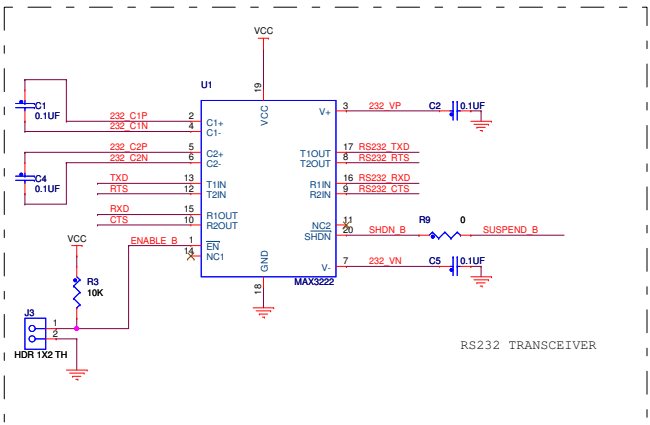 VCC
U1
19
C1
0.1UF
232_C1P
232_C1N
2
4
C1+
C1-
VCC
V+
3
232_VP
C2
0.1UF
C4
0.1UF
232_C2P
232_C2N
5
6
C2+
C2-
T1OUT
T2OUT
17
8
RS232_TXD
RS232_RTS
TXD
RTS
13
12
T1IN
T2IN
R1IN
R2IN
16
9
RS232_RXD
RS232_CTS
RXD
CTS
15
10
R1OUT
R2OUT
NC2
SHDN
11
20
SHDN_B
R9
0
SUSPEND_B
VCC
ENABLE_B
1
14
EN
NC1
GND
V-
7
232_VN
C5
0.1UF
R3
10K
18
MAX3222
J3
1
2
HDR 1X2 TH
RS232 TRANSCEIVER